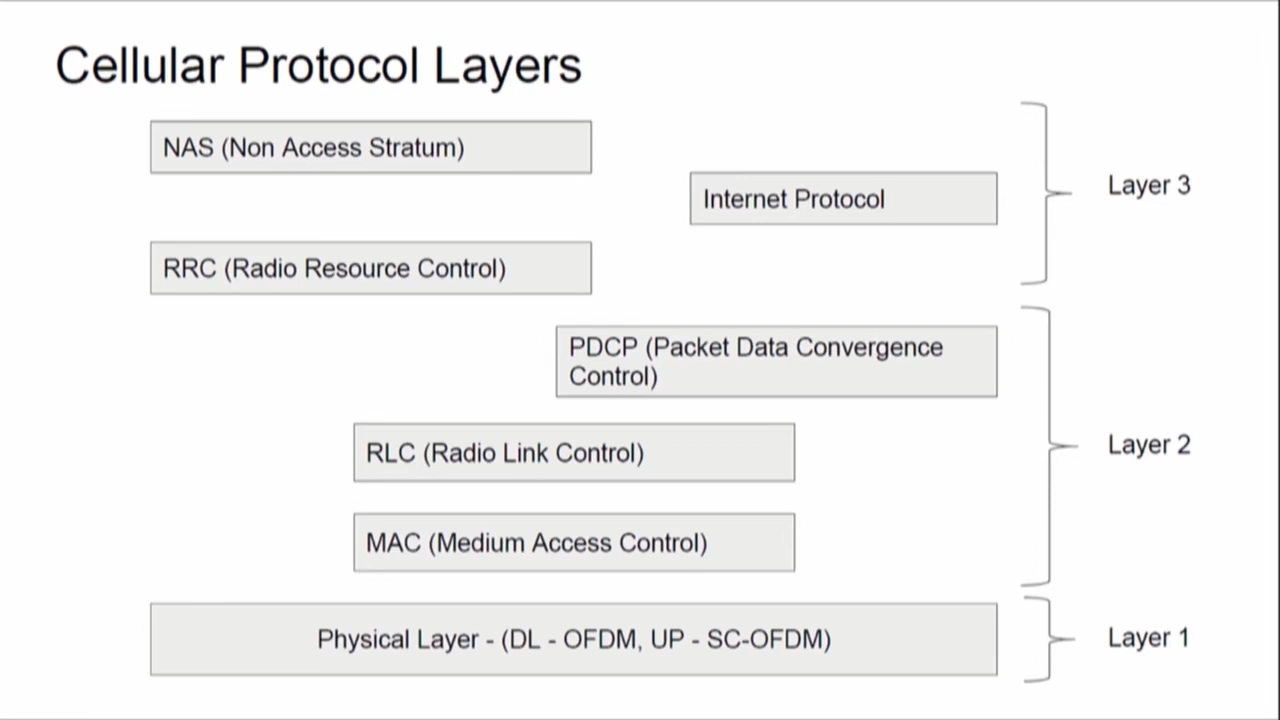 Cellular Protocol Layers
NAS (Non Access Stratum)
Internet Protocol
Layer 3
RRC (Radio Resource Control)
PDCP (Packet Data Convergence
Control)
RLC (Radio Link Control)
Layer 2
MAC (Medium Access Control)
Physical Layer - (DL - OFDM, UP - SC-OFDM)
Layer 1